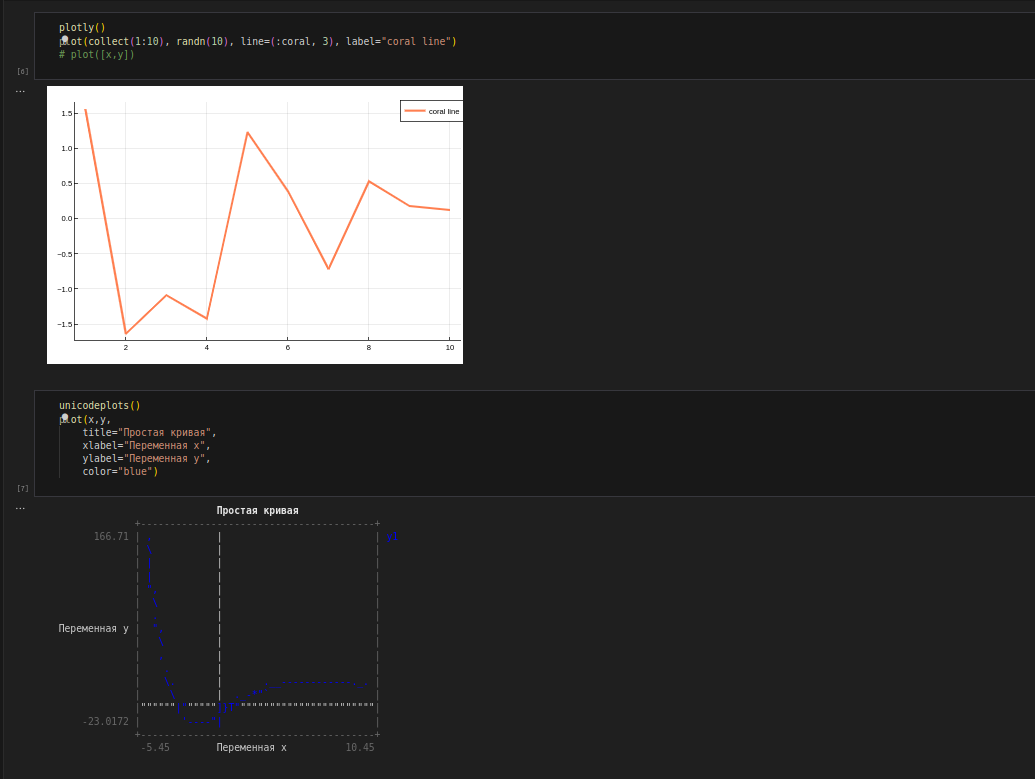 plotly()
plot(collect(1:10), randn(10), line=(:coral, 3), label="coral line")
# plot([x,y])
[6]
...
coral line
1.5
1.0
0.5
0.0
−0.5
−1.0
−1.5
2 4 6 8 10
unicodeplots()
plot(x,y,
title="Простая кривая",
xlabel="Переменная x",
ylabel="Переменная y",
color="blue")
[7]
...
Простая кривая
166.71
Переменная y
-23.0172
-5.45 Переменная x 10.45